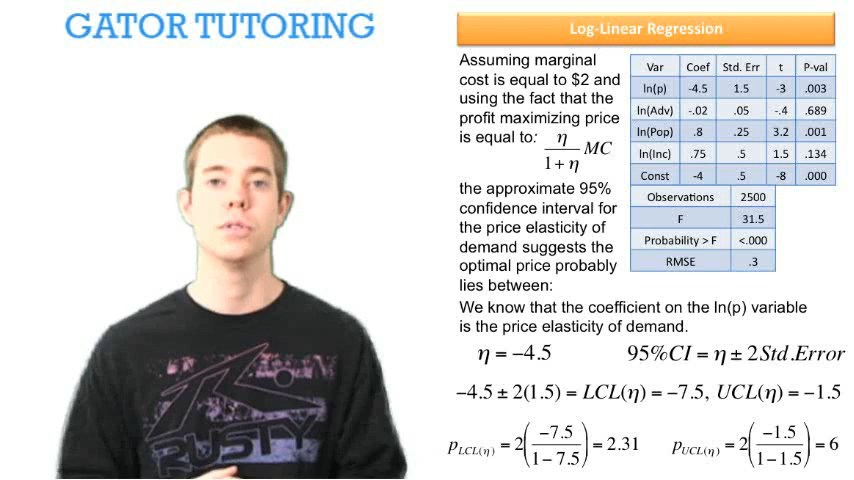 GATOR TUTORING
Log-Linear Regression
Assuming marginal
cost is equal to $2 and
using the fact that the
profit maximizing price
is equal to: η/(1 + η) MC
the approximate 95%
confidence interval for
the price elasticity of
demand suggests the
optimal price probably
lies between:
Var Coef Std. Err t P-val
ln(p) -4.5 1.5 -3 .003
ln(Adv) -.02 .05 -.4 .689
ln(Pop) .8 .25 3.2 .001
ln(Inc) .75 .5 1.5 .134
Const -4 .5 -8 .000
Observations 2500
F 31.5
Probability > F <.000
RMSE .3
We know that the coefficient on the ln(p) variable
is the price elasticity of demand.
η = −4.5 95%CI = η ± 2Std.Error
−4.5 ± 2(1.5) = LCL(η) = −7.5, UCL(η) = −1.5
p_LCL(η) = 2(−7.5/(1 − 7.5)) = 2.31 p_UCL(η) = 2(−1.5/(1 − 1.5)) = 6
RUSTY